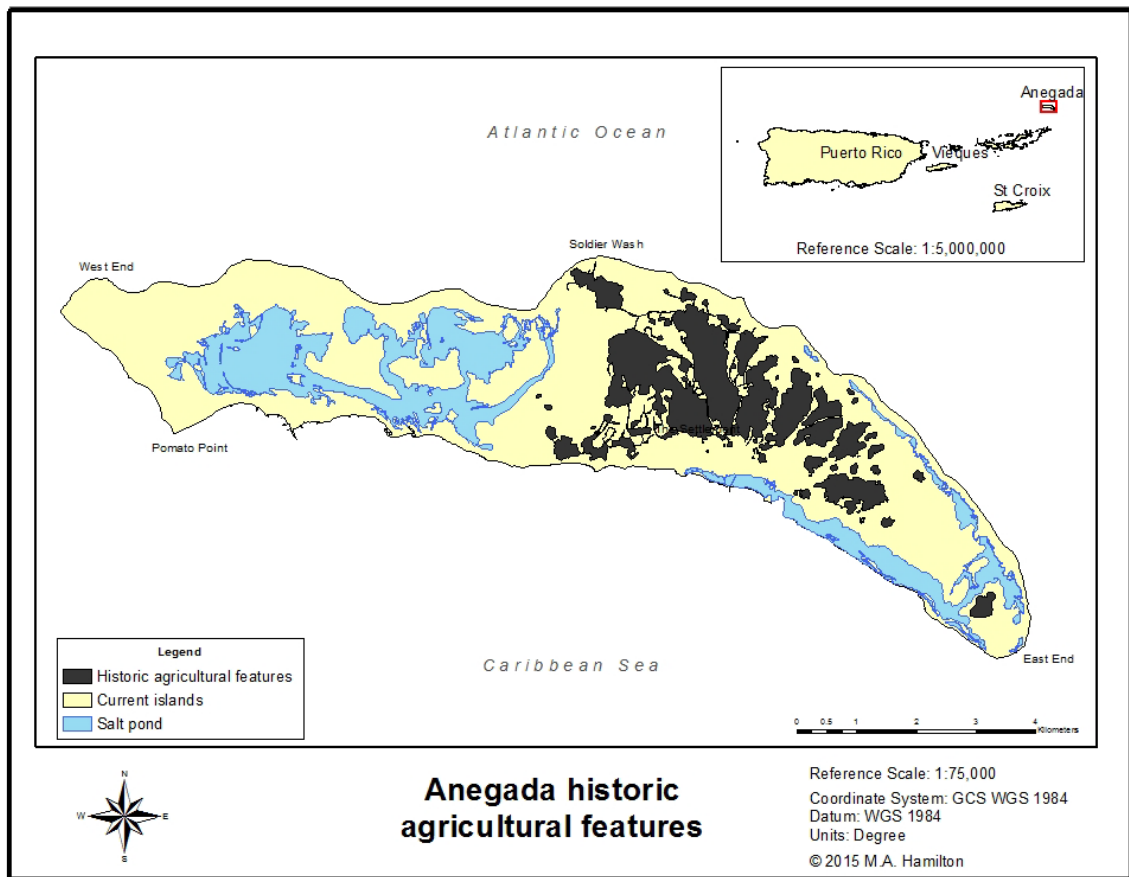 Atlantic Ocean
Anegada
Puerto Rico
Vieques
St Croix
Reference Scale: 1:5,000,000
West End
Soldier Wash
Pomato Point
The Settlement
East End
Caribbean Sea
Legend
Historic agricultural features
Current islands
Salt pond
0 0.5 1 2 3 4
Kilometers
N
W E
S
Anegada historic
agricultural features
Reference Scale: 1:75,000
Coordinate System: GCS WGS 1984
Datum: WGS 1984
Units: Degree
© 2015 M.A. Hamilton